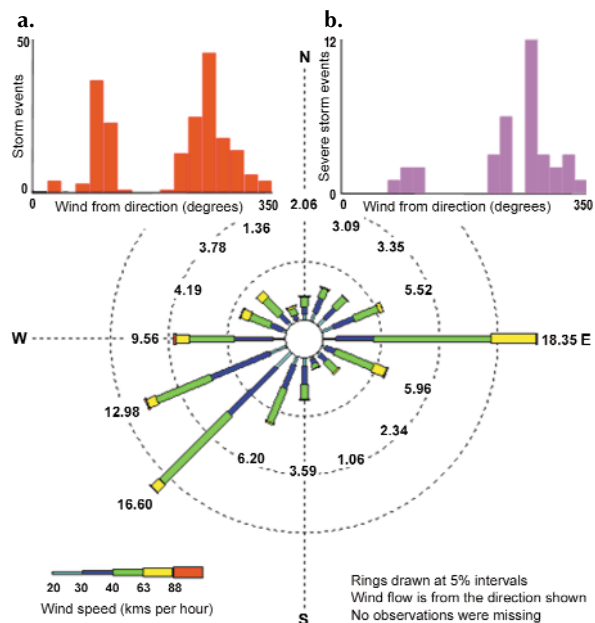 a.
b.
50
0
Storm events
0
350
Wind from direction (degrees)
12
0
Severe storm events
0
350
Wind from direction (degrees)
N
2.06
1.36
3.09
3.78
3.35
4.19
5.52
W
9.56
18.35 E
12.98
5.96
2.34
16.60
6.20
3.59
1.06
20 30 40 63 88
Wind speed (kms per hour)
S
Rings drawn at 5% intervals
Wind flow is from the direction shown
No observations were missing